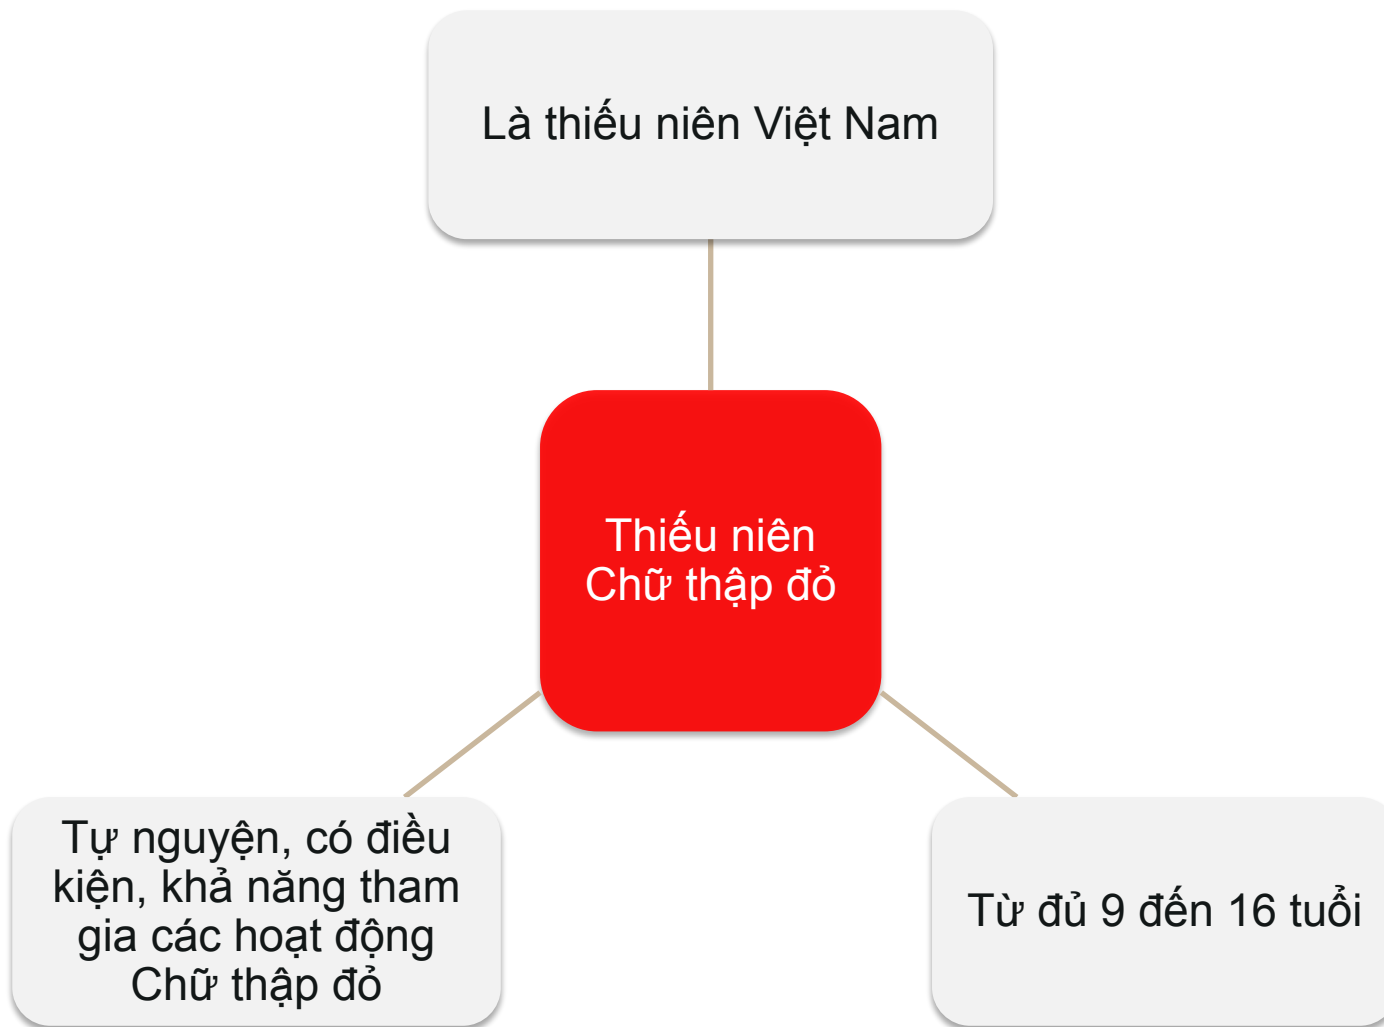 Là thiếu niên Việt Nam
Thiếu niên
Chữ thập đỏ
Tự nguyện, có điều
kiện, khả năng tham
gia các hoạt động
Chữ thập đỏ
Từ đủ 9 đến 16 tuổi